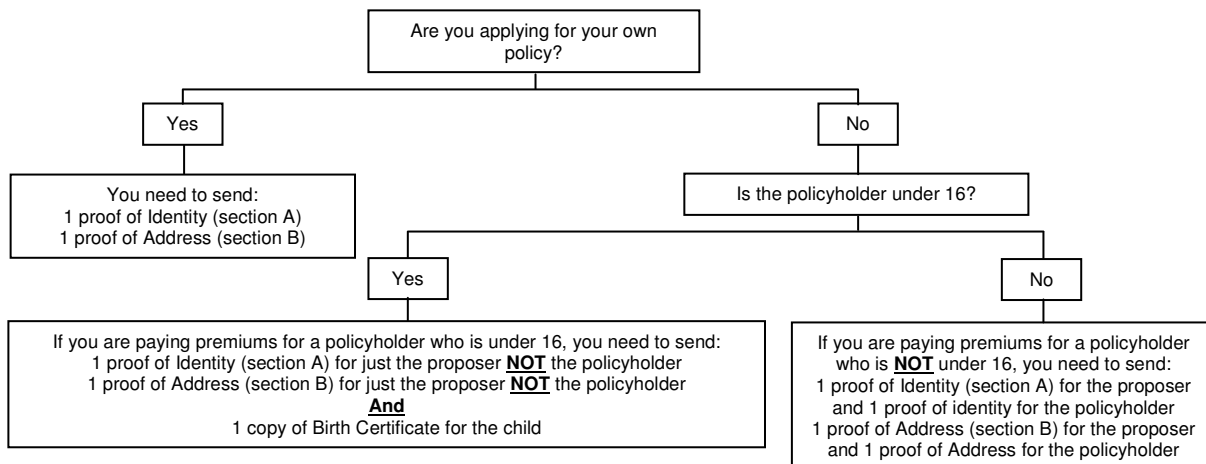 Are you applying for your own
policy?
Yes
No
You need to send:
1 proof of Identity (section A)
1 proof of Address (section B)
Is the policyholder under 16?
Yes
No
If you are paying premiums for a policyholder who is under 16, you need to send:
1 proof of Identity (section A) for just the proposer NOT the policyholder
1 proof of Address (section B) for just the proposer NOT the policyholder
And
1 copy of Birth Certificate for the child
If you are paying premiums for a policyholder
who is NOT under 16, you need to send:
1 proof of Identity (section A) for the proposer
and 1 proof of identity for the policyholder
1 proof of Address (section B) for the proposer
and 1 proof of Address for the policyholder